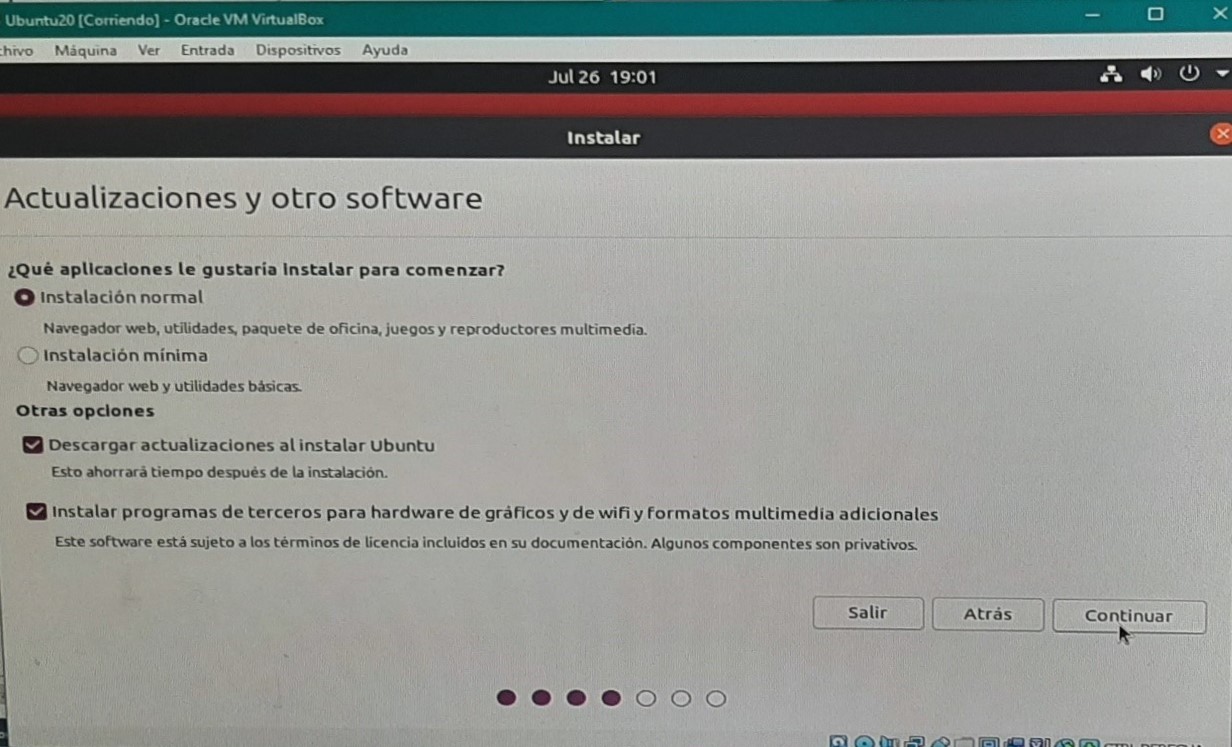 Ubuntu20 [Corriendo] - Oracle VM VirtualBox
chivo Máquina Ver Entrada Dispositivos Ayuda
Jul 26 19:01
Instalar
Actualizaciones y otro software
¿Qué aplicaciones le gustaría instalar para comenzar?
Instalación normal
Navegador web, utilidades, paquete de oficina, juegos y reproductores multimedia.
Instalación mínima
Navegador web y utilidades básicas.
Otras opciones
Descargar actualizaciones al instalar Ubuntu
Esto ahorrará tiempo después de la instalación.
Instalar programas de terceros para hardware de gráficos y de wifi y formatos multimedia adicionales
Este software está sujeto a los términos de licencia incluidos en su documentación. Algunos componentes son privativos.
Salir Atrás Continuar